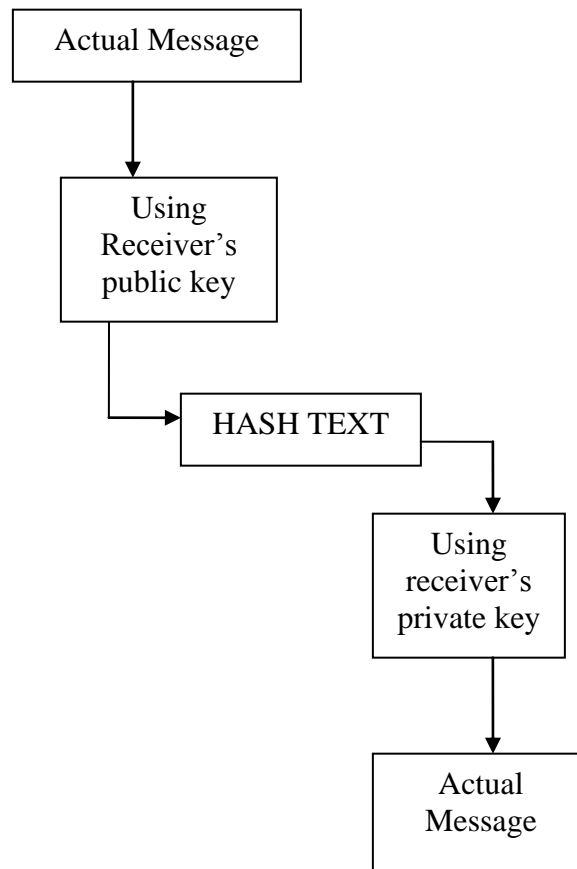 Actual Message
Using
Receiver’s
public key
HASH TEXT
Using
receiver’s
private key
Actual
Message